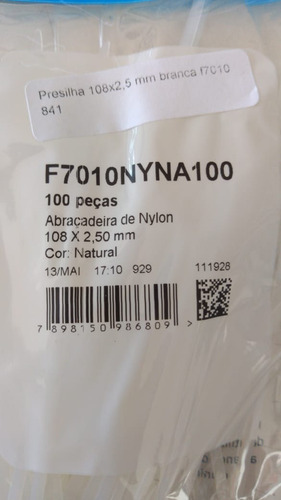 Presilha 108x2,5 mm branca f7010
841
F7010NYNA100
100 peças
Abraçadeira de Nylon
108 X 2,50 mm
Cor: Natural
13/MAI 17:10 929 111928
7 898150 986809 >